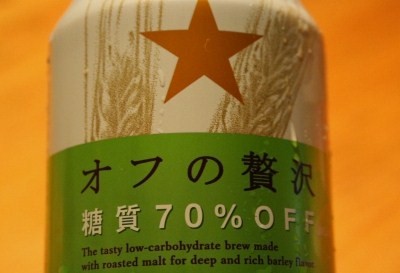 オフの贅沢
糖質70%OFF
The tasty low-carbohydrate brew made
with roasted malt for deep and rich barley flavor.